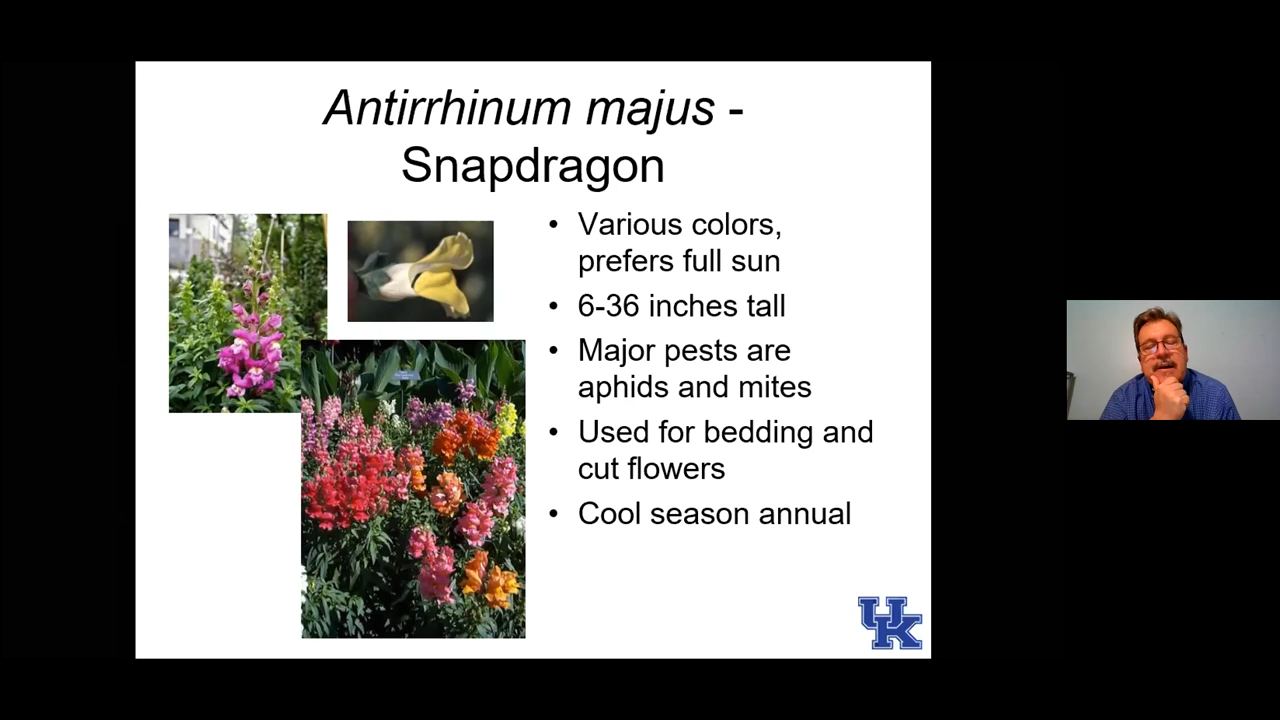 Antirrhinum majus -
Snapdragon
• Various colors,
prefers full sun
• 6-36 inches tall
• Major pests are
aphids and mites
• Used for bedding and
cut flowers
• Cool season annual
UK